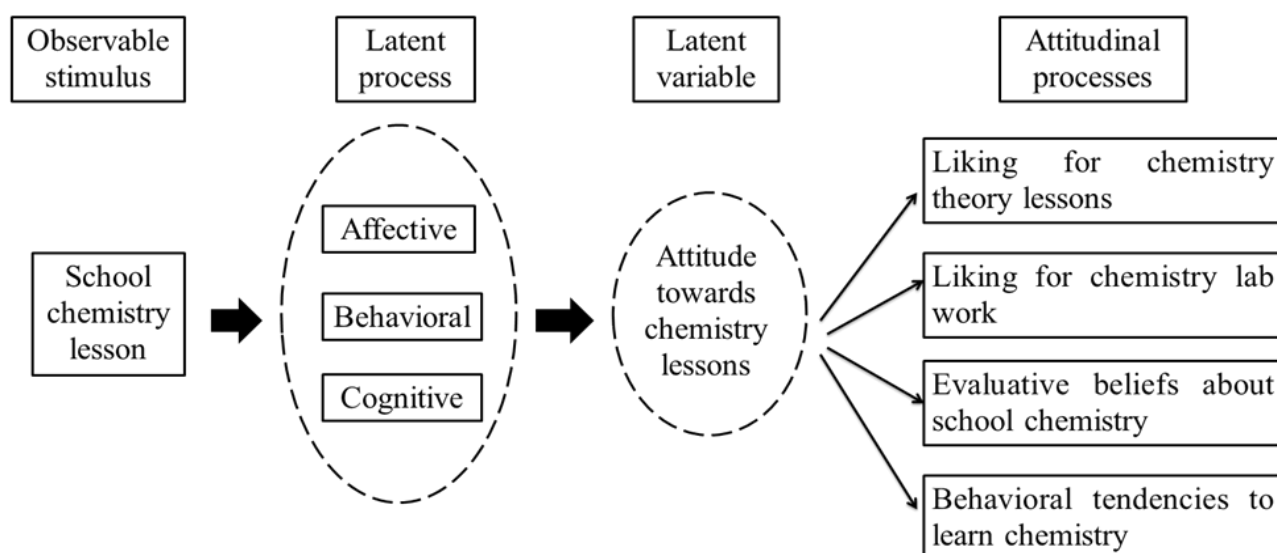 Observable
stimulus
Latent
process
Latent
variable
Attitudinal
processes
School
chemistry
lesson
Affective
Behavioral
Cognitive
Attitude
towards
chemistry
lessons
Liking for chemistry
theory lessons
Liking for chemistry lab
work
Evaluative beliefs about
school chemistry
Behavioral tendencies to
learn chemistry